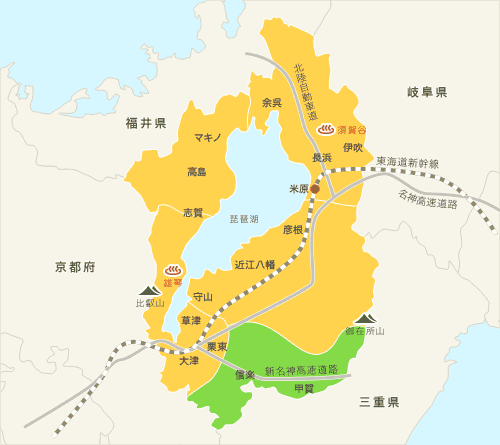 北陸自動車道
岐阜県
余呉
福井県
マキノ
須賀谷
伊吹
長浜
東海道新幹線
高島
米原
名神高速道路
志賀
琵琶湖
彦根
京都府
近江八幡
雄琴
守山
比叡山
草津
御在所山
栗東
大津
新名神高速道路
信楽
甲賀
三重県